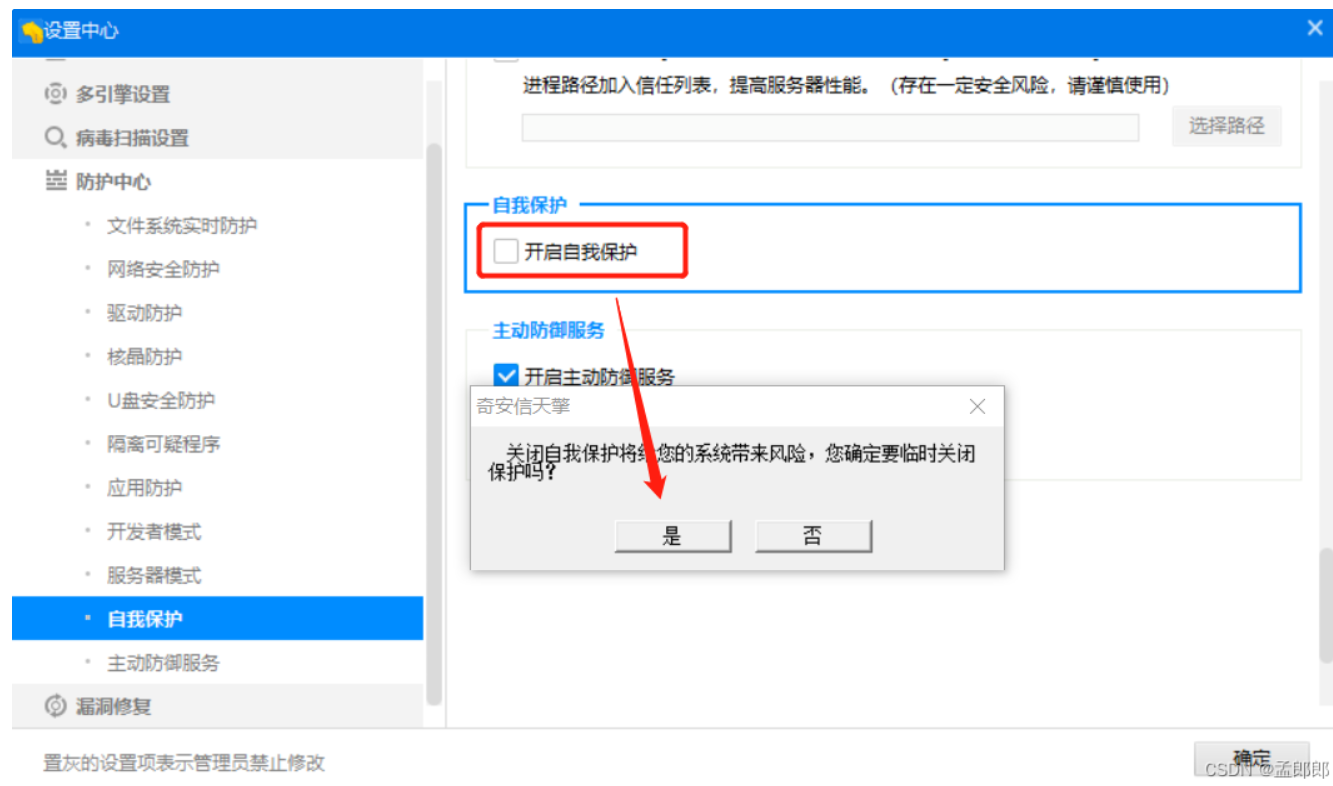 设置中心
多引擎设置
病毒扫描设置
防护中心
文件系统实时防护
网络安全防护
驱动防护
核晶防护
U盘安全防护
隔离可疑程序
应用防护
开发者模式
服务器模式
自我保护
主动防御服务
漏洞修复
进程路径加入信任列表，提高服务器性能。（存在一定安全风险，请谨慎使用）
选择路径
自我保护
开启自我保护
主动防御服务
开启主动防御服务
奇安信天擎
关闭自我保护将给您的系统带来风险，您确定要临时关闭
保护吗？
是
否
置灰的设置项表示管理员禁止修改
确定
CSDN @孟郎郎